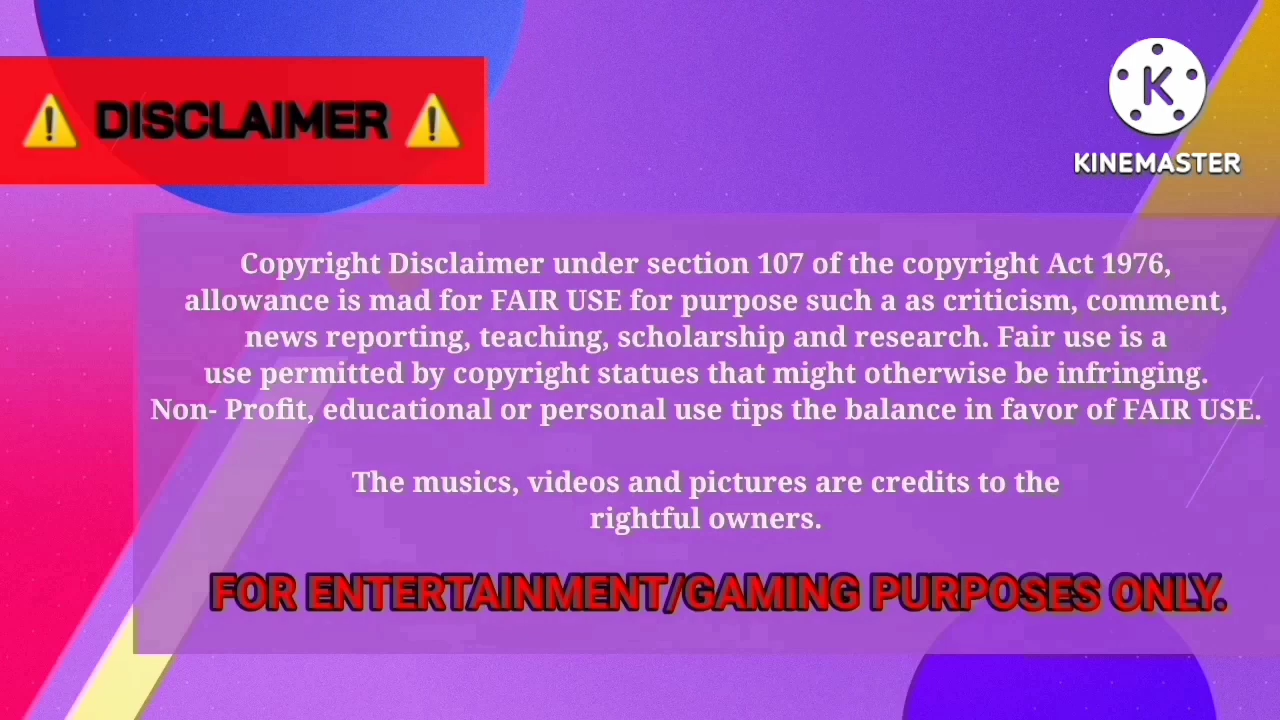 ⚠️ DISCLAIMER ⚠️
K
KINEMASTER
Copyright Disclaimer under section 107 of the copyright Act 1976,
allowance is mad for FAIR USE for purpose such a as criticism, comment,
news reporting, teaching, scholarship and research. Fair use is a
use permitted by copyright statues that might otherwise be infringing.
Non- Profit, educational or personal use tips the balance in favor of FAIR USE.
The musics, videos and pictures are credits to the
rightful owners.
FOR ENTERTAINMENT/GAMING PURPOSES ONLY.